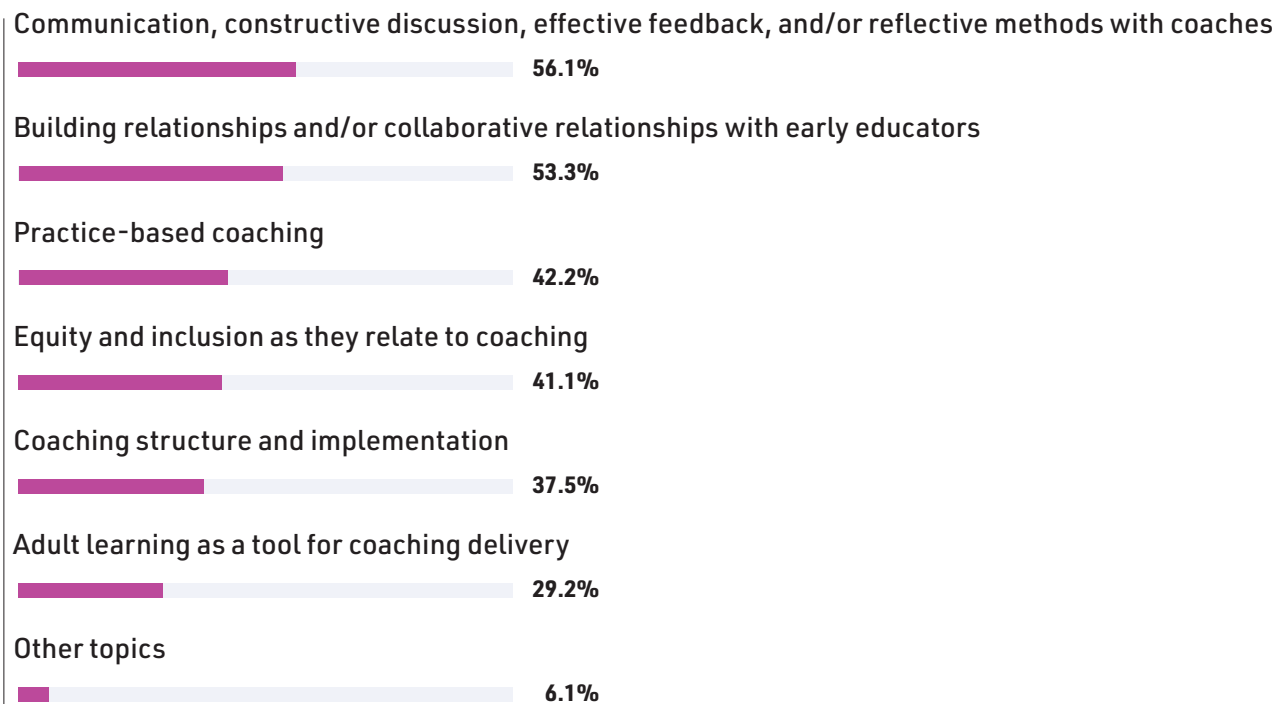 Communication, constructive discussion, effective feedback, and/or reflective methods with coaches
56.1%
Building relationships and/or collaborative relationships with early educators
53.3%
Practice-based coaching
42.2%
Equity and inclusion as they relate to coaching
41.1%
Coaching structure and implementation
37.5%
Adult learning as a tool for coaching delivery
29.2%
Other topics
6.1%